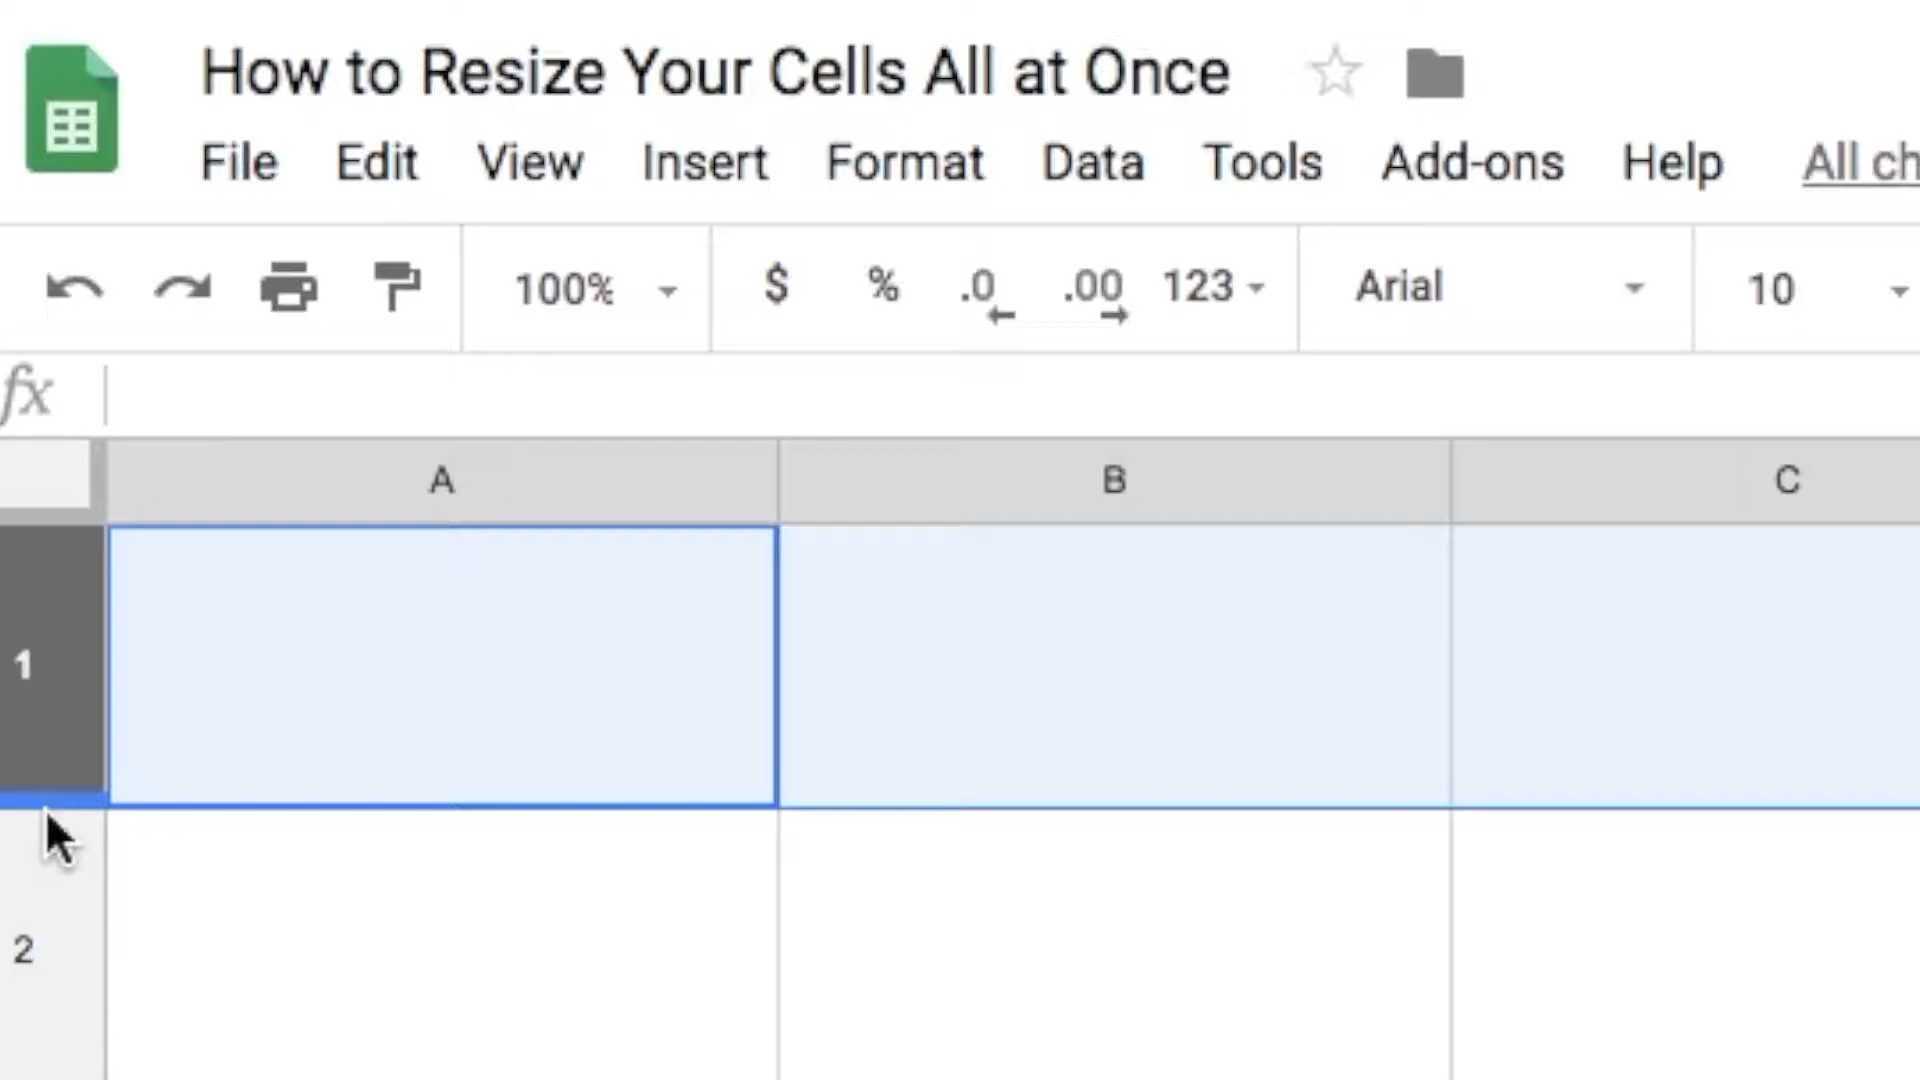 How to Resize Your Cells All at Once
File Edit View Insert Format Data Tools Add-ons Help All ch
100% $ % .0 .00 123 Arial 10
fx
A B C
1
2